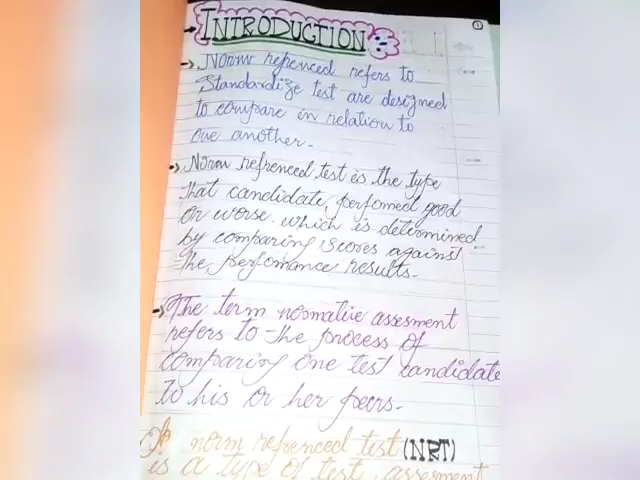 INTRODUCTION
1
Norm refrenced refers to
Standardize test are designed
to compare in relation to
one another.
Norm refrenced test is the type
that candidate, perfomed good
or worse. which is determined
by comparing scores against
the perfomance results.
The term normative assesment
refers to the process of
comparing one test candidate
to his or her peers.
A norm refrenced test (NRT)
is a type of test, assesment